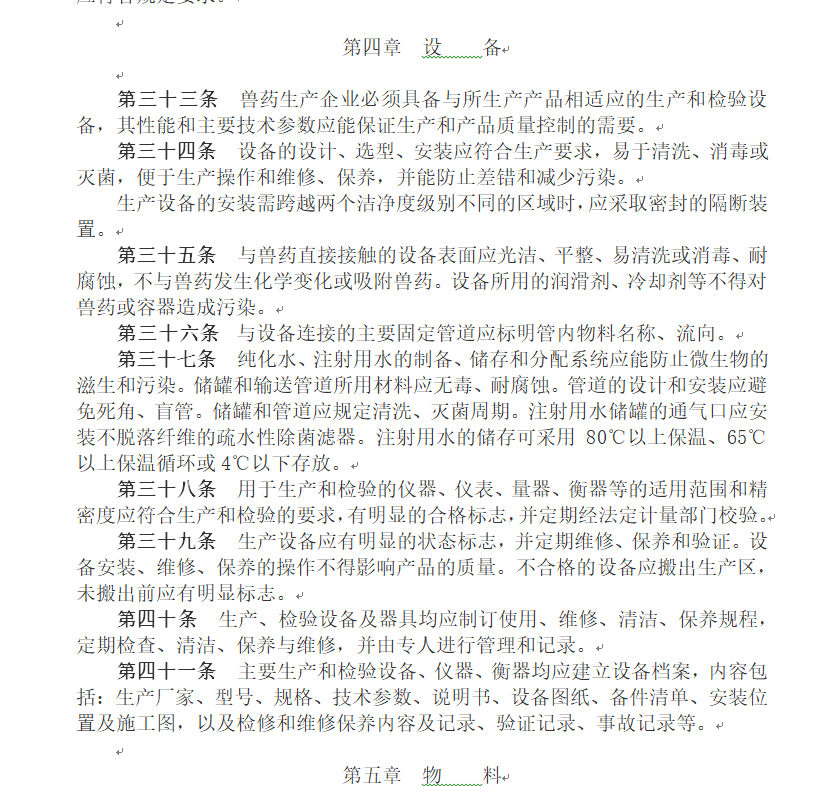 第四章　设　　备
第三十三条　兽药生产企业必须具备与所生产产品相适应的生产和检验设
备，其性能和主要技术参数应能保证生产和产品质量控制的需要。
第三十四条　设备的设计、选型、安装应符合生产要求，易于清洗、消毒或
灭菌，便于生产操作和维修、保养，并能防止差错和减少污染。
生产设备的安装需跨越两个洁净度级别不同的区域时，应采取密封的隔断装
置。
第三十五条　与兽药直接接触的设备表面应光洁、平整、易清洗或消毒、耐
腐蚀，不与兽药发生化学变化或吸附兽药。设备所用的润滑剂、冷却剂等不得对
兽药或容器造成污染。
第三十六条　与设备连接的主要固定管道应标明管内物料名称、流向。
第三十七条　纯化水、注射用水的制备、储存和分配系统应能防止微生物的
滋生和污染。储罐和输送管道所用材料应无毒、耐腐蚀。管道的设计和安装应避
免死角、盲管。储罐和管道应规定清洗、灭菌周期。注射用水储罐的通气口应安
装不脱落纤维的疏水性除菌滤器。注射用水的储存可采用 80℃以上保温、65℃
以上保温循环或4℃以下存放。
第三十八条　用于生产和检验的仪器、仪表、量器、衡器等的适用范围和精
密度应符合生产和检验的要求，有明显的合格标志，并定期经法定计量部门校验。
第三十九条　生产设备应有明显的状态标志，并定期维修、保养和验证。设
备安装、维修、保养的操作不得影响产品的质量。不合格的设备应搬出生产区，
未搬出前应有明显标志。
第四十条　生产、检验设备及器具均应制订使用、维修、清洁、保养规程，
定期检查、清洁、保养与维修，并由专人进行管理和记录。
第四十一条　主要生产和检验设备、仪器、衡器均应建立设备档案，内容包
括：生产厂家、型号、规格、技术参数、说明书、设备图纸、备件清单、安装位
置及施工图，以及检修和维修保养内容及记录、验证记录、事故记录等。
第五章　物　　料